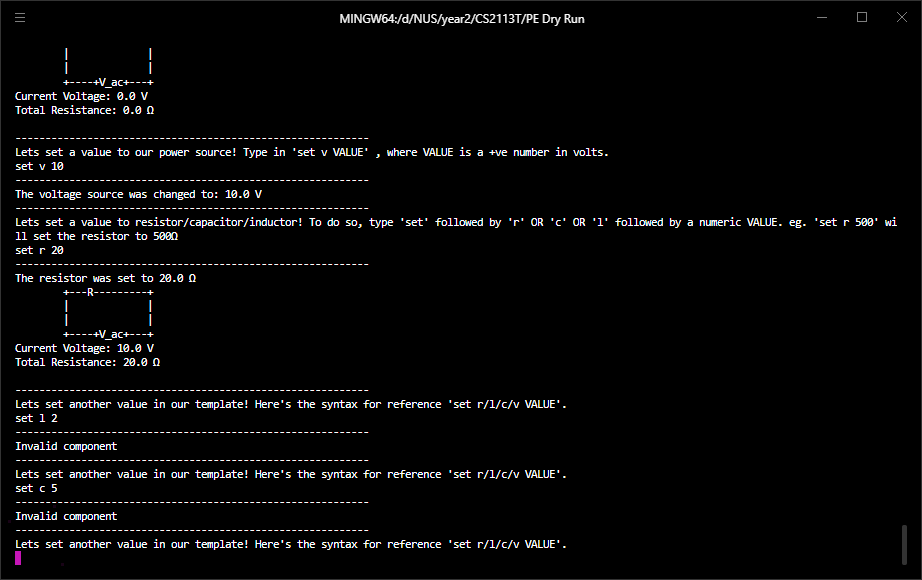 MINGW64:/d/NUS/year2/CS2113T/PE Dry Run
        |             |
        |             |
        +----+V_ac+---+
Current Voltage: 0.0 V
Total Resistance: 0.0 Ω
-----------------------------------------------------------
Lets set a value to our power source! Type in 'set v VALUE' , where VALUE is a +ve number in volts.
set v 10
-----------------------------------------------------------
The voltage source was changed to: 10.0 V
-----------------------------------------------------------
Lets set a value to resistor/capacitor/inductor! To do so, type 'set' followed by 'r' OR 'c' OR 'l' followed by a numeric VALUE. eg. 'set r 500' wi
ll set the resistor to 500Ω
set r 20
-----------------------------------------------------------
The resistor was set to 20.0 Ω
        +---R---------+
        |             |
        |             |
        +----+V_ac+---+
Current Voltage: 10.0 V
Total Resistance: 20.0 Ω
-----------------------------------------------------------
Lets set another value in our template! Here's the syntax for reference 'set r/l/c/v VALUE'.
set l 2
-----------------------------------------------------------
Invalid component
-----------------------------------------------------------
Lets set another value in our template! Here's the syntax for reference 'set r/l/c/v VALUE'.
set c 5
-----------------------------------------------------------
Invalid component
-----------------------------------------------------------
Lets set another value in our template! Here's the syntax for reference 'set r/l/c/v VALUE'.